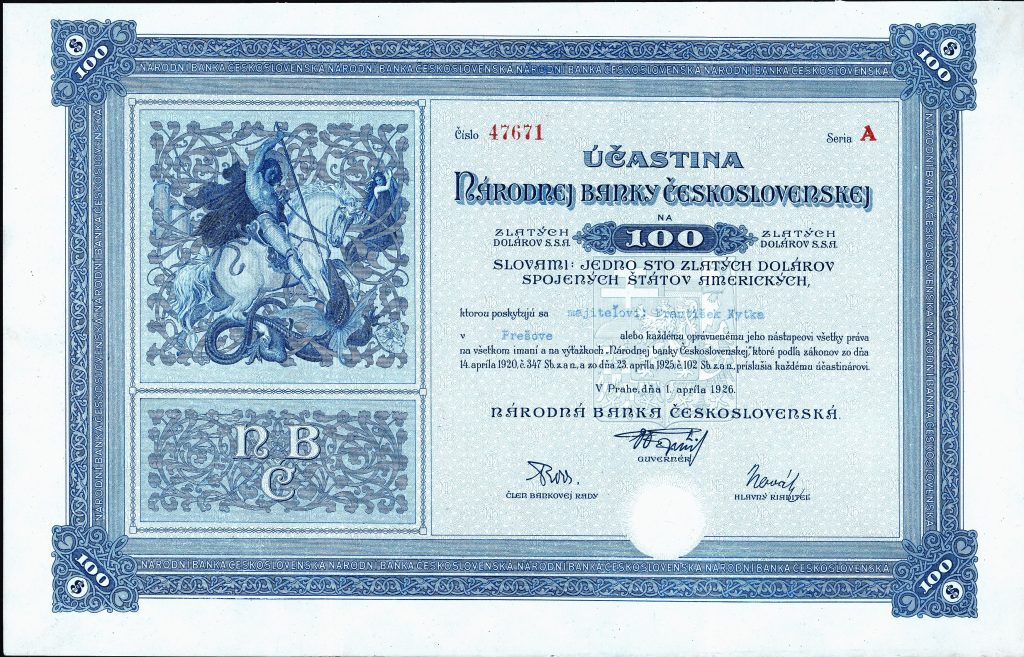 $ 100
100 $
NÁRODNÍ BANKA ČESKOSLOVENSKÁ NÁRODNÍ BANKA ČESKOSLOVENSKÁ NÁRODNÍ BANKA ČESKOSLOVENSKÁ
Číslo 47671
Seria A
ÚČASTINA
NÁRODNEJ BANKY ČESKOSLOVENSKEJ
NA
ZLATÝCH DOLÁROV S.S.A. 100 ZLATÝCH DOLÁROV S.S.A.
SLOVAMI: JEDNO STO ZLATÝCH DOLÁROV
SPOJENÝCH ŠTÁTOV AMERICKÝCH,
ktorou poskytujú sa majiteľovi: František
v Prešove alebo každému oprávnenému jeho nástupcovi všetky práva
na všetkom imaní a na výťažkoch „Národnej banky Československej," ktoré podľa zákonov zo dňa
14. apríla 1920, č. 347 Sb. z. a n., a zo dňa 23. apríla 1925, č. 102 Sb. z. a n., príslušia každému účastinárovi.
V Prahe, dňa 1. apríla 1926.
NÁRODNÁ BANKA ČESKOSLOVENSKÁ.
GUVERNÉR
Novák
ČLEN BANKOVEJ RADY
HLAVNÝ RIADITEĽ
N B
Č
NÁRODNÍ BANKA ČESKOSLOVENSKÁ NÁRODNÍ BANKA ČESKOSLOVENSKÁ NÁRODNÍ BANKA ČESKOSLOVENSKÁ
100 $
100 $